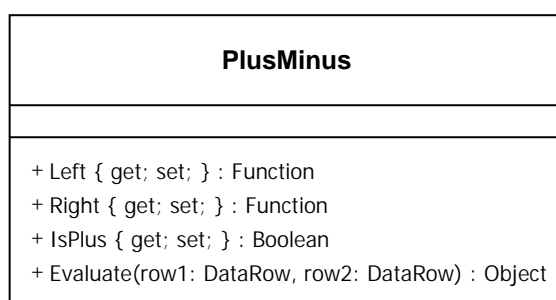 PlusMinus
+ Left { get; set; } : Function
+ Right { get; set; } : Function
+ IsPlus { get; set; } : Boolean
+ Evaluate(row1: DataRow, row2: DataRow) : Object